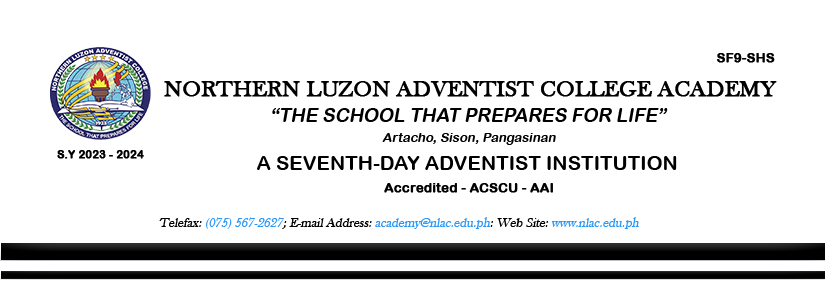 SF9-SHS
NORTHERN LUZON ADVENTIST COLLEGE
THE SCHOOL THAT PREPARES FOR LIFE
S.Y 2023 - 2024
NORTHERN LUZON ADVENTIST COLLEGE ACADEMY
“THE SCHOOL THAT PREPARES FOR LIFE”
Artacho, Sison, Pangasinan
A SEVENTH-DAY ADVENTIST INSTITUTION
Accredited - ACSCU - AAI
Telefax: (075) 567-2627; E-mail Address: academy@nlac.edu.ph: Web Site: www.nlac.edu.ph